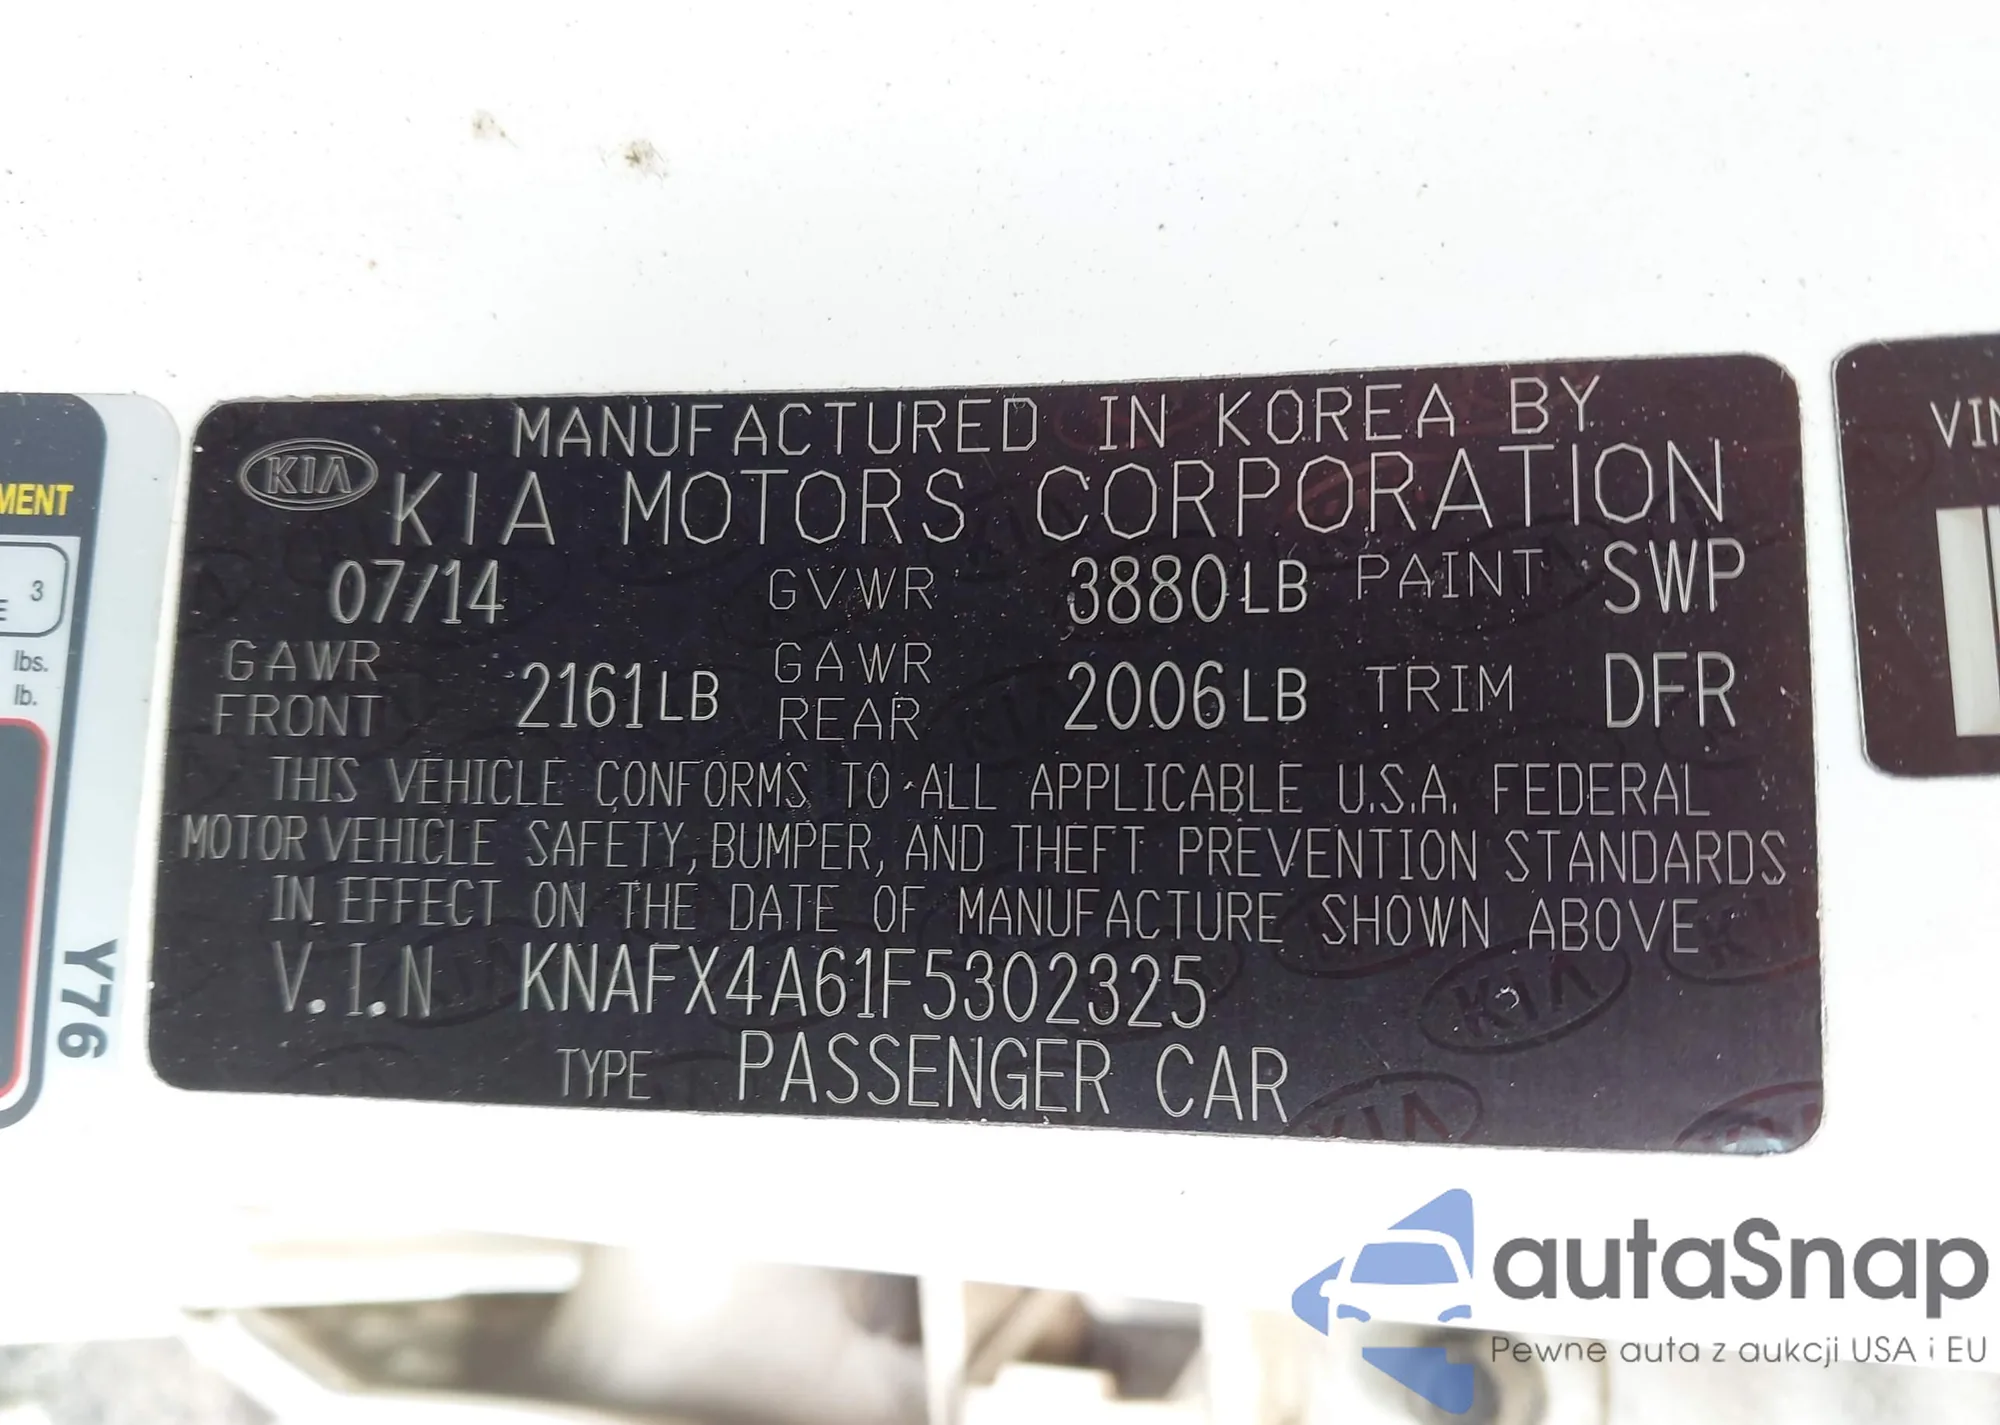 MANUFACTURED IN KOREA BY
KIA KIA MOTORS CORPORATION
07/14 GVWR 3880LB PAINT SWP
GAWR FRONT 2161LB GAWR REAR 2006LB TRIM DFR
THIS VEHICLE CONFORMS TO ALL APPLICABLE U.S.A. FEDERAL
MOTOR VEHICLE SAFETY, BUMPER, AND THEFT PREVENTION STANDARDS
IN EFFECT ON THE DATE OF MANUFACTURE SHOWN ABOVE
V.I.N KNAFX4A61F5302325
TYPE PASSENGER CAR
MENT
3
E
lbs.
lb.
Y76
VIN
autaSnap
Pewne auta z aukcji USA i EU